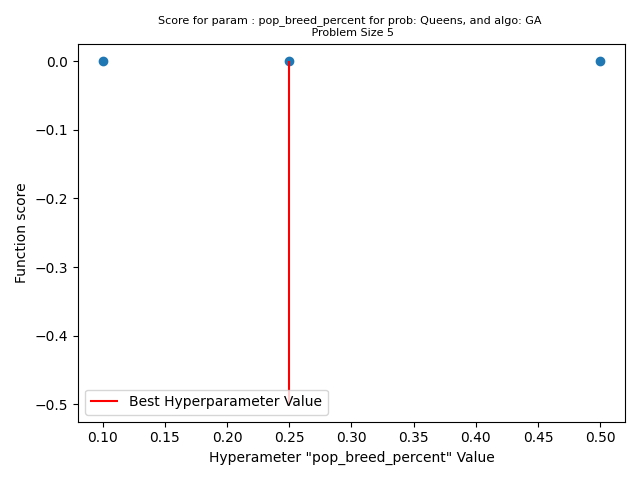 Score for param : pop_breed_percent for prob: Queens, and algo: GA
Problem Size 5
Function score
0.0
−0.1
−0.2
−0.3
−0.4
−0.5
Best Hyperparameter Value
0.10 0.15 0.20 0.25 0.30 0.35 0.40 0.45 0.50
Hyperameter "pop_breed_percent" Value